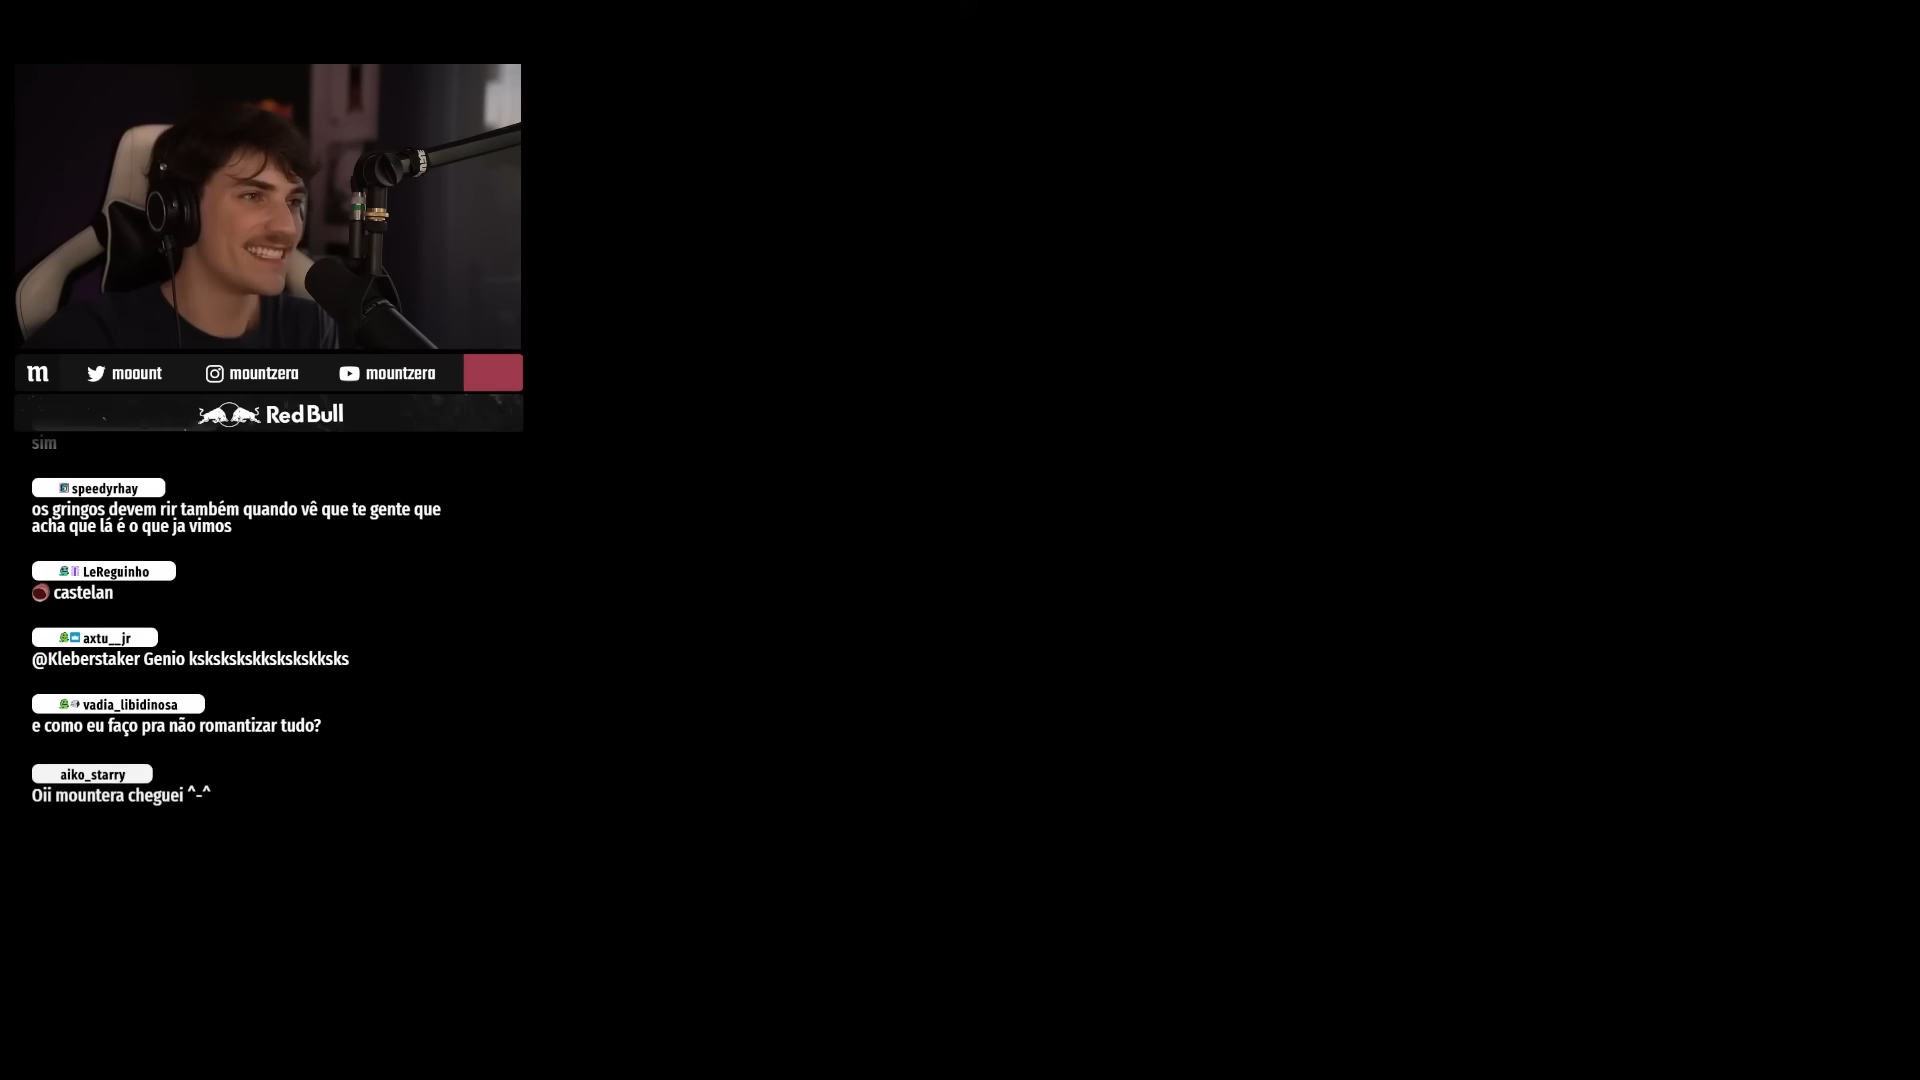 m moount mountzera mountzera
Red Bull
sim
speedyrhay
os gringos devem rir também quando vê que te gente que
acha que lá é o que ja vimos
LeReguinho
castelan
axtu__jr
@Kleberstaker Genio kskskskskkskskskksks
vadia_libidinosa
e como eu faço pra não romantizar tudo?
aiko_starry
Oii mountera cheguei ^-^